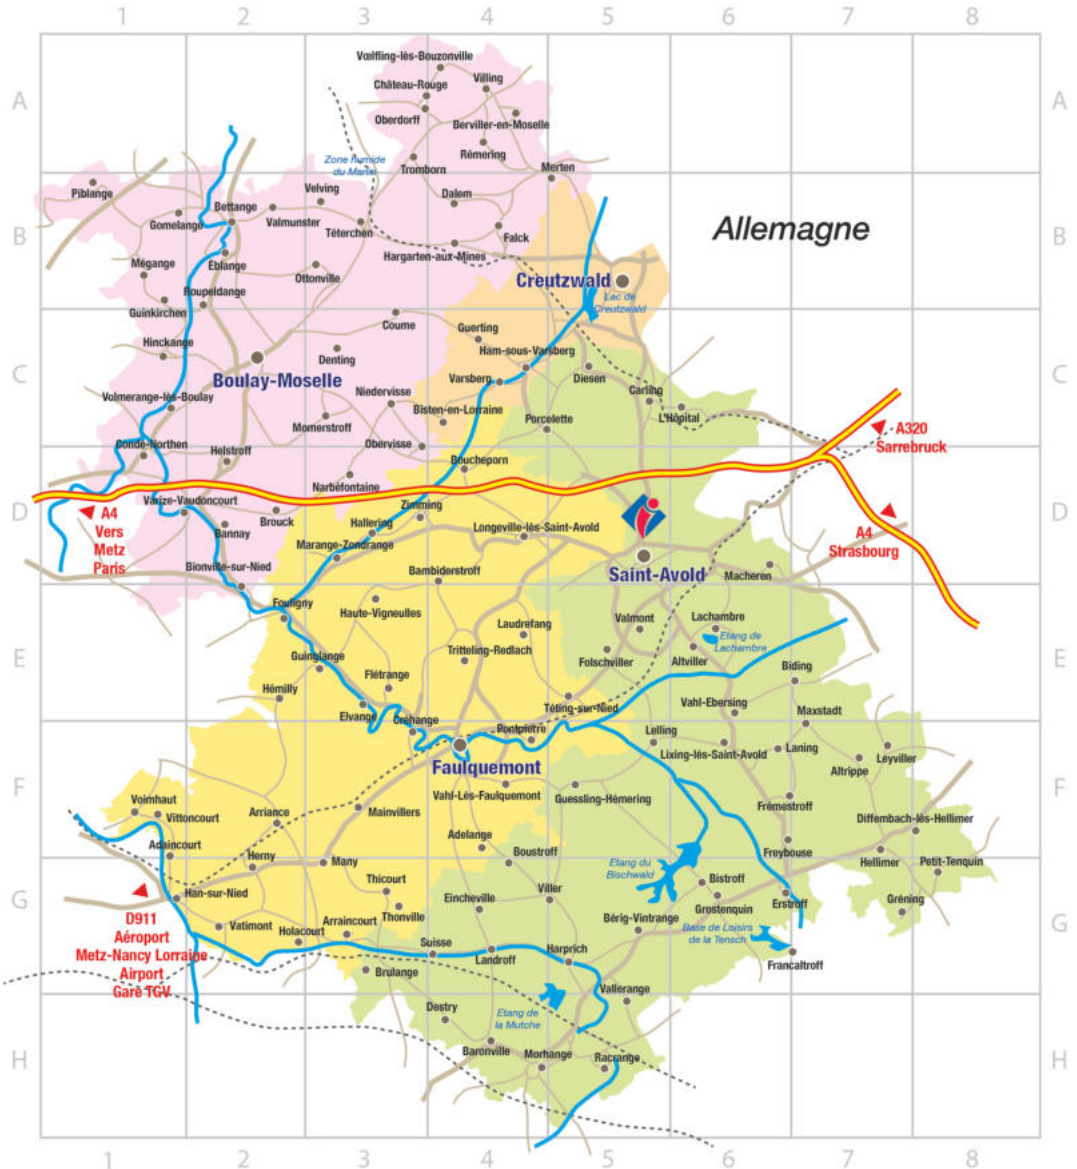 1 2 3 4 5 6 7 8
A
A
Vœlfling-lès-Bouzonville
Château-Rouge
Villing
Oberdorff
Berviller-en-Moselle
Rémering
Zone humide
du Marin
Tromborn
Merten
Piblange
Velving
Dalem
Bettange
Gomelange
Valmunster
Téterchen
Falck
B
B
Allemagne
Hargarten-aux-Mines
Mégange
Eblange
Ottonville
Creutzwald
Roupeldange
Lac de
Creutzwald
Guinkirchen
Coume
Guerting
Hinckange
Denting
Ham-sous-Varsberg
C
C
Boulay-Moselle
Varsberg
Diesen
Niedervisse
Carling
Volmerange-lès-Boulay
Bisten-en-Lorraine
Porcelette
L'Hôpital
Momerstroff
A320
Sarrebruck
Condé-Northen
Obervisse
Helstroff
Boucheporn
Narbéfontaine
Varize-Vaudoncourt
Zimming
D
D
A4
Vers
Metz
Paris
Brouck
Hallering
Longeville-lès-Saint-Avold
Bannay
A4
Strasbourg
Marange-Zondrange
Bionville-sur-Nied
Bambiderstroff
Saint-Avold
Macheren
Fouligny
Haute-Vigneulles
Valmont
Lachambre
Laudrefang
Etang de
Lachambre
Guinglange
Tritteling-Redlach
Folschviller
Altviller
E
E
Flétrange
Biding
Hémilly
Téting-sur-Nied
Vahl-Ebersing
Elvange
Créhange
Maxstadt
Pontpierre
Lelling
Lixing-lès-Saint-Avold
Laning
Faulquemont
Altrippe
Leyviller
F
F
Vahl-Lès-Faulquemont
Guessling-Hémering
Voimhaut
Vittoncourt
Arriance
Mainvillers
Frémestroff
Diffembach-lès-Hellimer
Adaincourt
Adelange
Herny
Many
Boustroff
Etang du
Bischwald
Freybouse
Hellimer
Petit-Tenquin
Thicourt
Bistroff
Han-sur-Nied
Eincheville
Viller
Grostenquin
Erstroff
Gréning
G
G
Thonville
D911
Aéroport
Metz-Nancy Lorraine
Airport
Gare TGV
Vatimont
Holacourt
Arraincourt
Bérig-Vintrange
Base de Loisirs
de la Tensch
Suisse
Landroff
Harprich
Francaltroff
Brulange
Vallerange
Destry
Etang de
la Mutche
H
H
Baronville
Morhange
Racrange
1 2 3 4 5 6 7 8